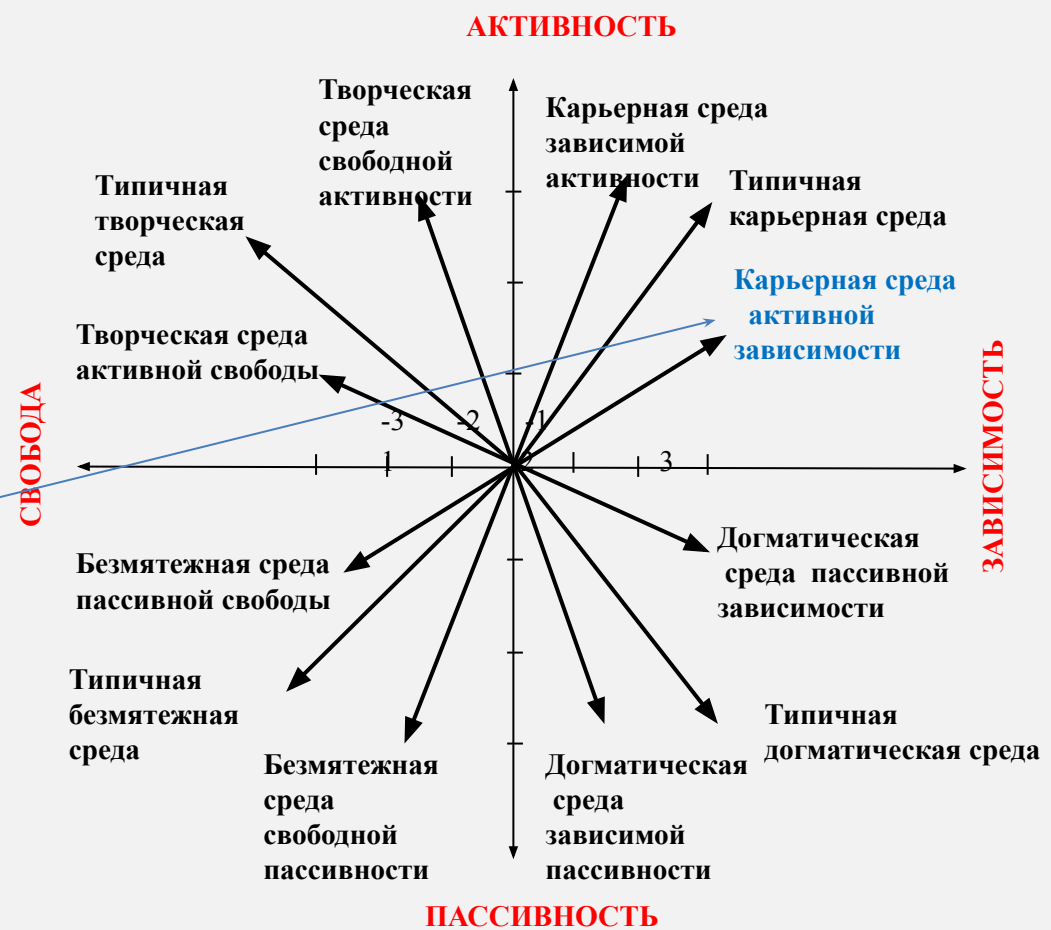 АКТИВНОСТЬ
Творческая
среда
свободной
активности
Карьерная среда
зависимой
активности
Типичная
творческая
среда
Типичная
карьерная среда
Карьерная среда
активной
зависимости
Творческая среда
активной свободы
СВОБОДА
ЗАВИСИМОСТЬ
-3 -2 -1
1 2 3
Безмятежная среда
пассивной свободы
Догматическая
среда пассивной
зависимости
Типичная
безмятежная
среда
Типичная
догматическая среда
Безмятежная
среда
свободной
пассивности
Догматическая
среда
зависимой
пассивности
ПАССИВНОСТЬ